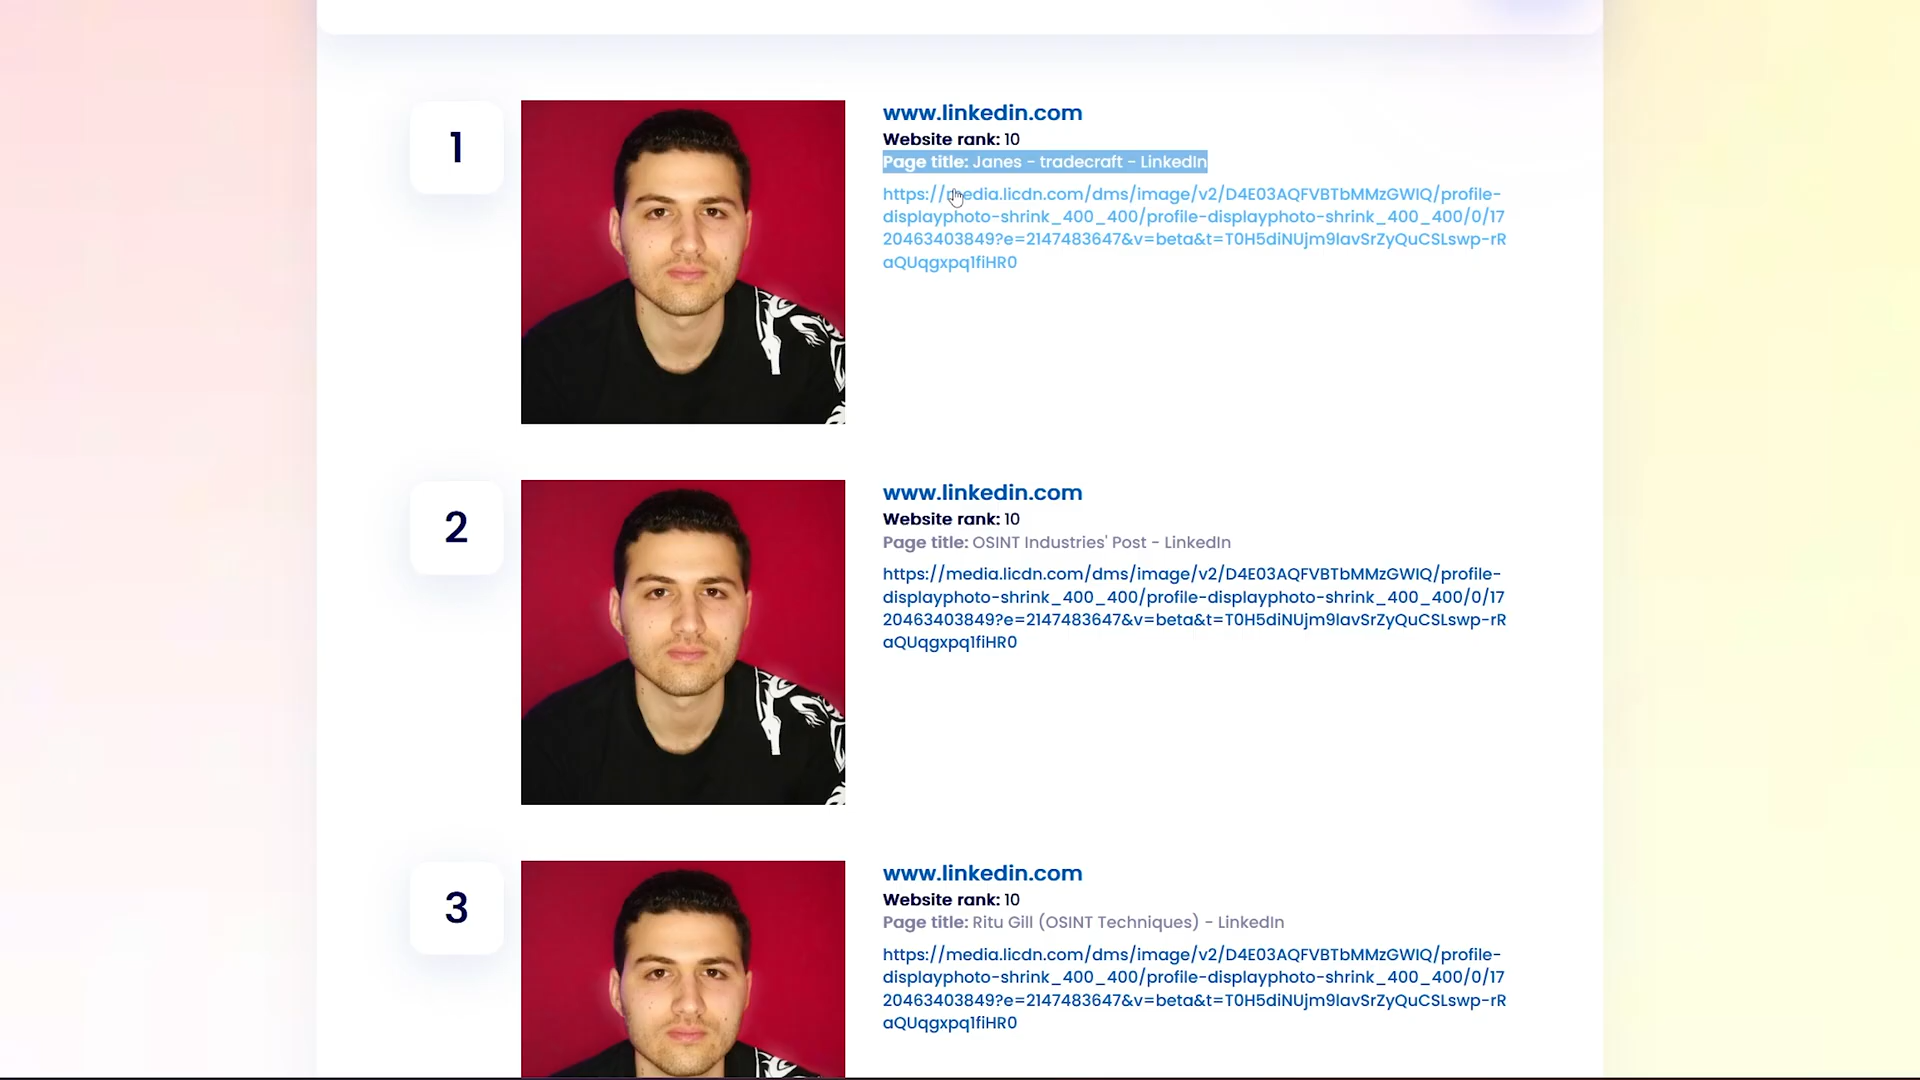 1
www.linkedin.com
Website rank: 10
Page title: Janes - tradecraft - LinkedIn
https://media.licdn.com/dms/image/v2/D4E03AQFVBTbMMzGWIQ/profile-
displayphoto-shrink_400_400/profile-displayphoto-shrink_400_400/0/17
20463403849?e=2147483647&v=beta&t=T0H5diNUjm9lavSrZyQuCSLswp-rR
aQUqgxpq1fiHR0
2
www.linkedin.com
Website rank: 10
Page title: OSINT Industries' Post - LinkedIn
https://media.licdn.com/dms/image/v2/D4E03AQFVBTbMMzGWIQ/profile-
displayphoto-shrink_400_400/profile-displayphoto-shrink_400_400/0/17
20463403849?e=2147483647&v=beta&t=T0H5diNUjm9lavSrZyQuCSLswp-rR
aQUqgxpq1fiHR0
3
www.linkedin.com
Website rank: 10
Page title: Ritu Gill (OSINT Techniques) - LinkedIn
https://media.licdn.com/dms/image/v2/D4E03AQFVBTbMMzGWIQ/profile-
displayphoto-shrink_400_400/profile-displayphoto-shrink_400_400/0/17
20463403849?e=2147483647&v=beta&t=T0H5diNUjm9lavSrZyQuCSLswp-rR
aQUqgxpq1fiHR0